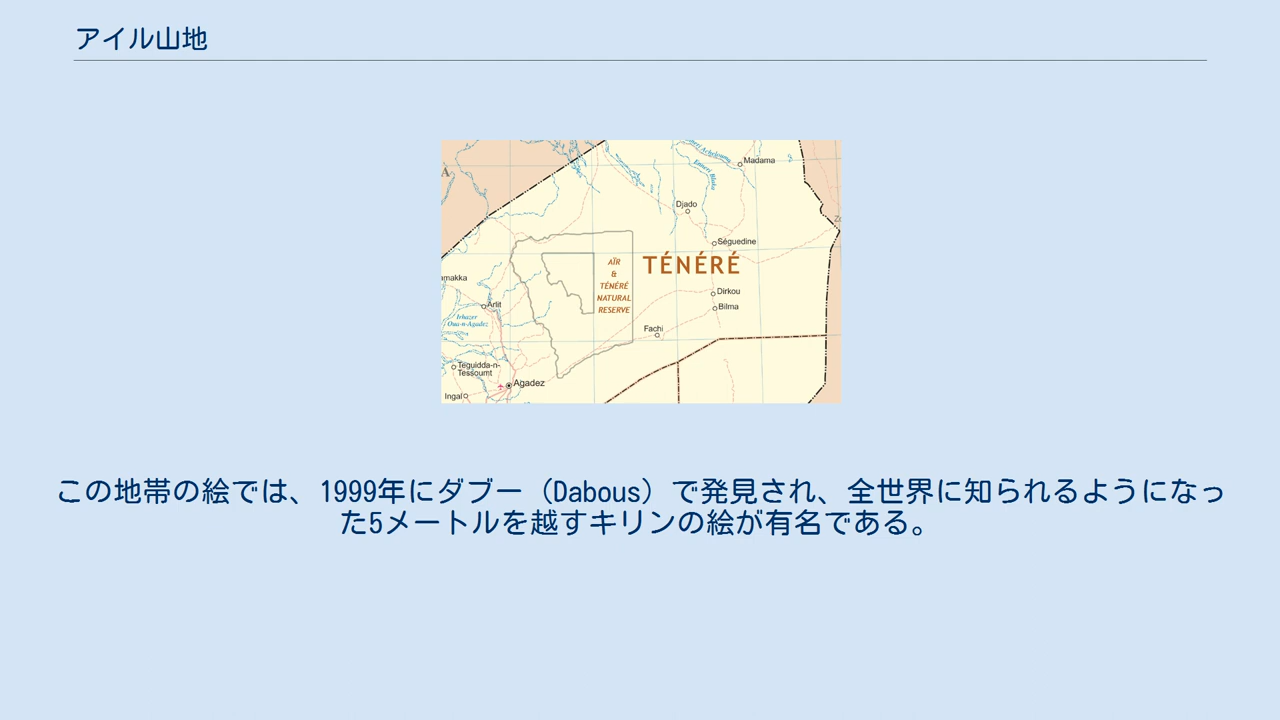 アイル山地
Madama
Djado
Séguedine
TÉNÉRÉ
AÏR
&
TÉNÉRÉ
NATURAL
RESERVE
Dirkou
Bilma
Fachi
Arlit
Irhazer
Oua-n-Agadez
Teguidda-n-
Tessoumt
Agadez
Ingal
この地帯の絵では、1999年にダブー（Dabous）で発見され、全世界に知られるようになっ
た5メートルを越すキリンの絵が有名である。